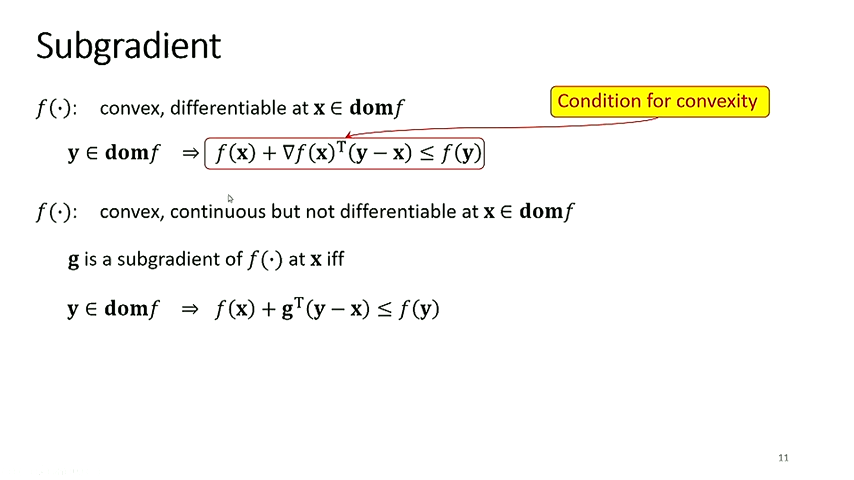 Subgradient
f(·): convex, differentiable at x ∈ domf
Condition for convexity
y ∈ domf ⇒ f(x) + ∇f(x)ᵀ(y − x) ≤ f(y)
f(·): convex, continuous but not differentiable at x ∈ domf
g is a subgradient of f(·) at x iff
y ∈ domf ⇒ f(x) + gᵀ(y − x) ≤ f(y)
11